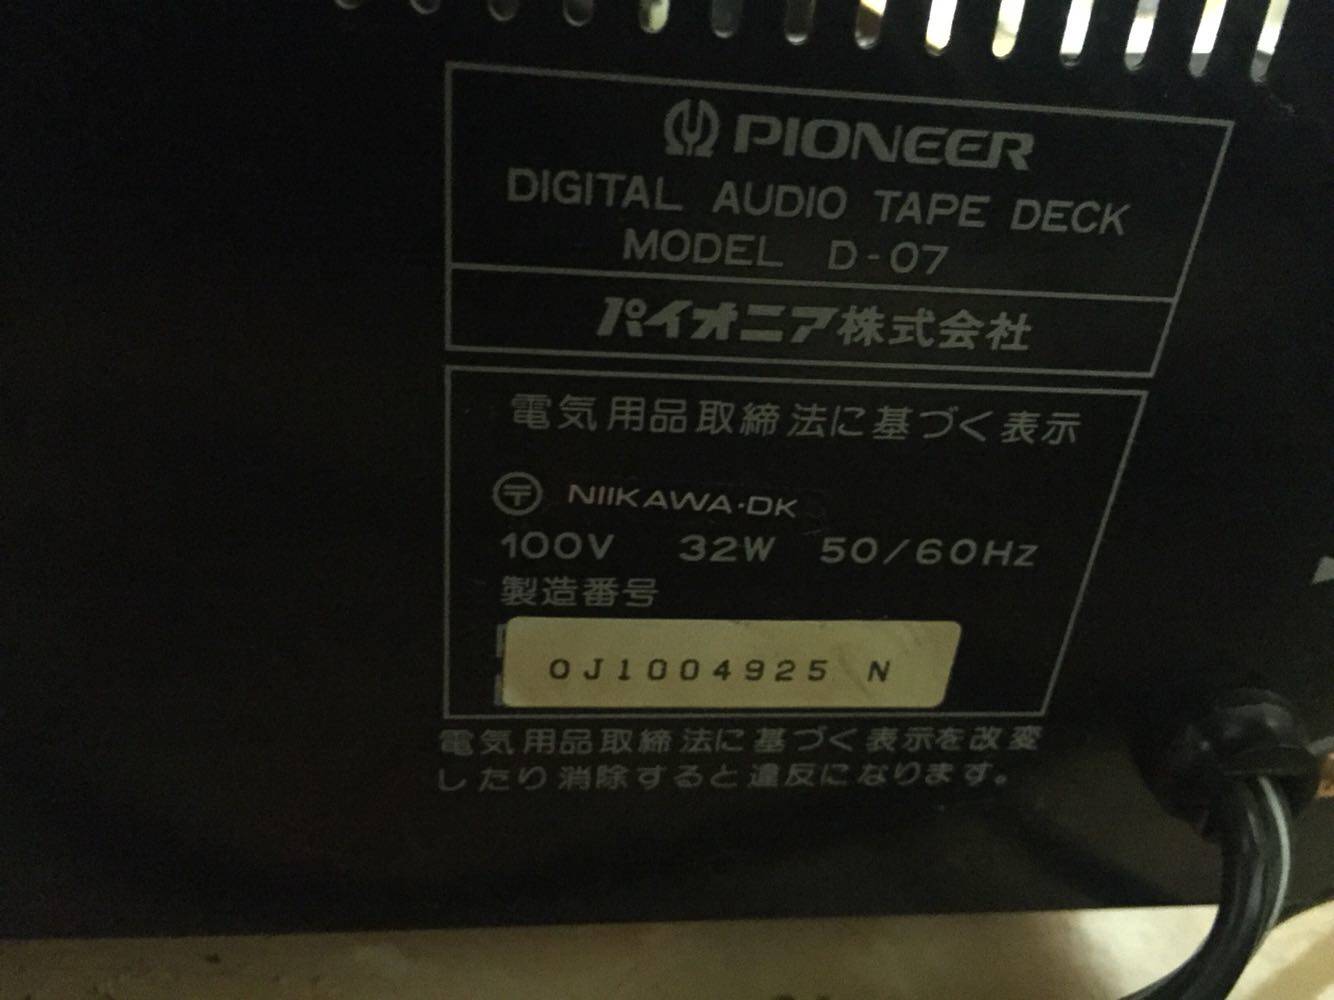 PIONEER
DIGITAL AUDIO TAPE DECK
MODEL D-07
パイオニア株式会社
電気用品取締法に基づく表示
〒 NIIKAWA·DK
100V 32W 50/60Hz
製造番号
OJ1004925 N
電気用品取締法に基づく表示を改変
したり消除すると違反になります。